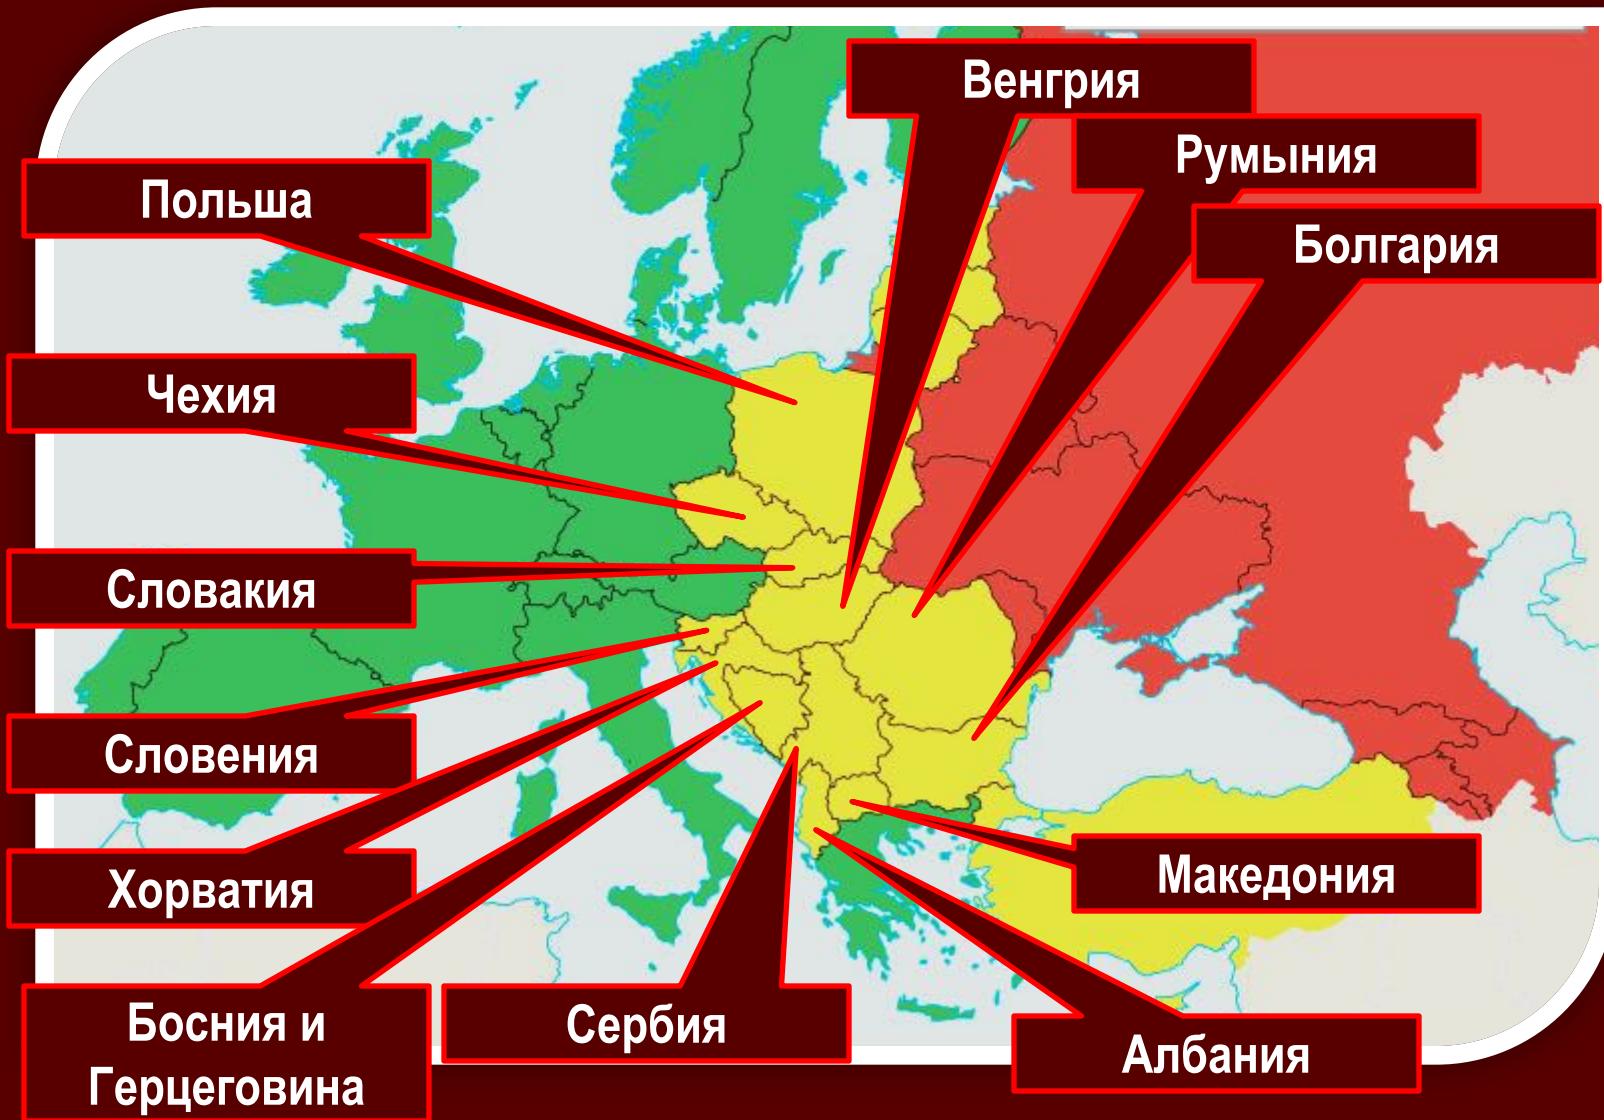 Венгрия
Румыния
Польша
Болгария
Чехия
Словакия
Словения
Хорватия
Македония
Босния и
Герцеговина
Сербия
Албания